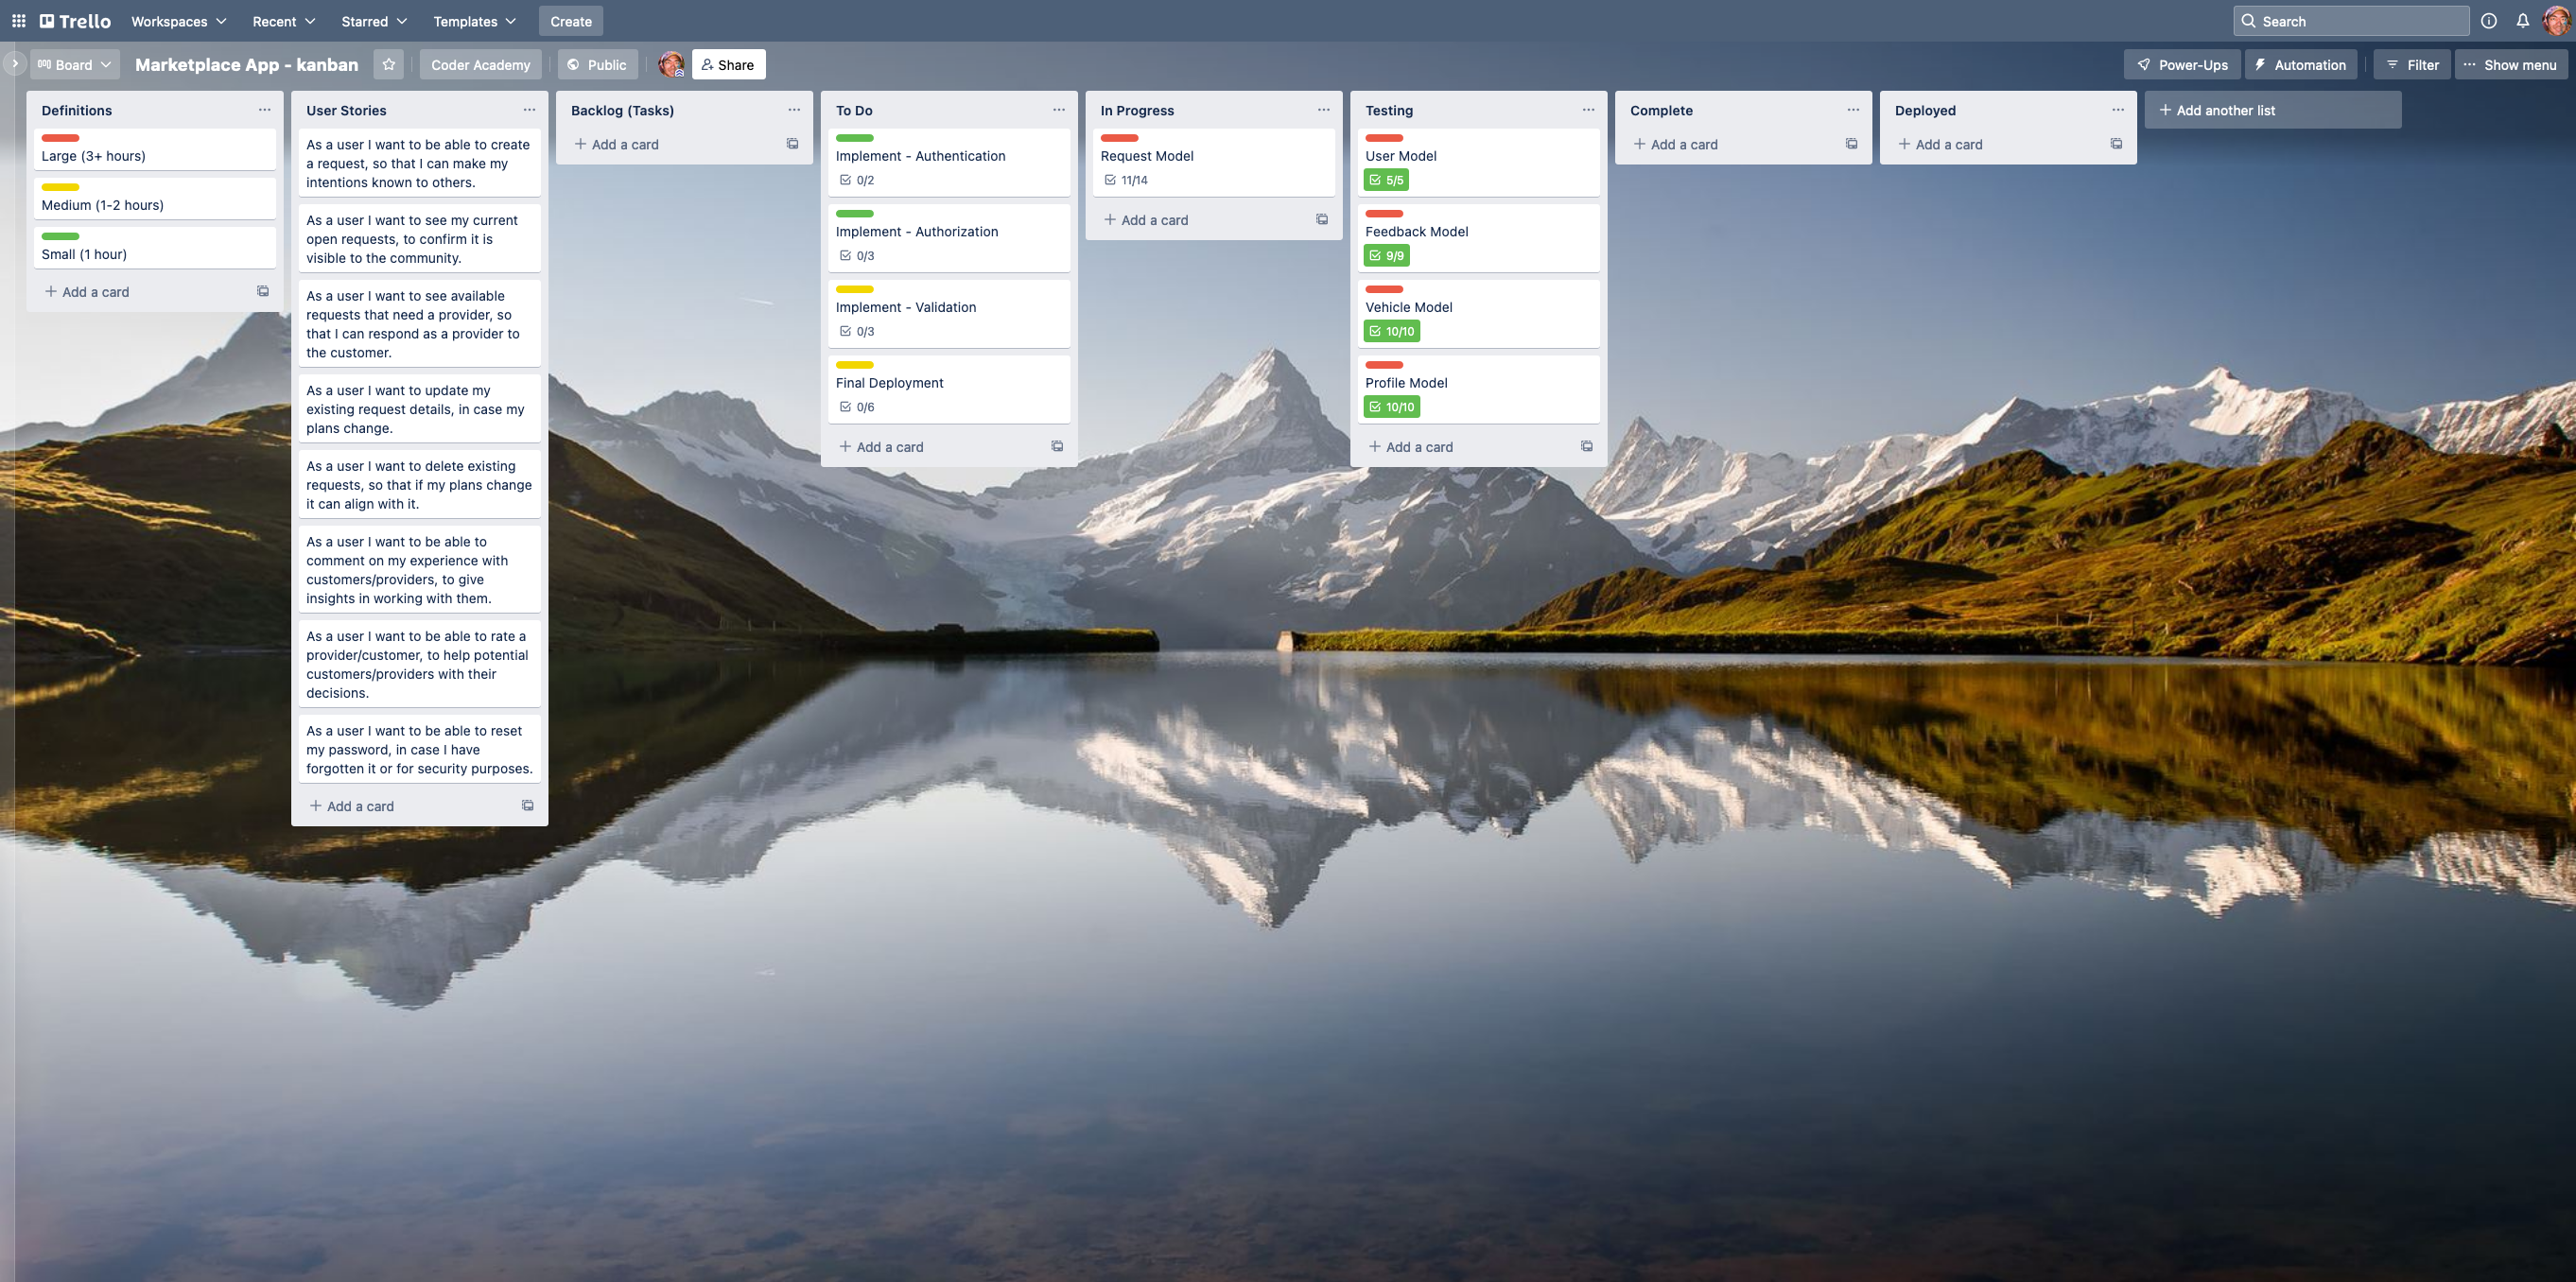 Trello
Workspaces
Recent
Starred
Templates
Create
Search
Board
Marketplace App - kanban
Coder Academy
Public
Share
Power-Ups
Automation
Filter
Show menu
Definitions
Large (3+ hours)
Medium (1-2 hours)
Small (1 hour)
Add a card
User Stories
As a user I want to be able to create
a request, so that I can make my
intentions known to others.
As a user I want to see my current
open requests, to confirm it is
visible to the community.
As a user I want to see available
requests that need a provider, so
that I can respond as a provider to
the customer.
As a user I want to update my
existing request details, in case my
plans change.
As a user I want to delete existing
requests, so that if my plans change
it can align with it.
As a user I want to be able to
comment on my experience with
customers/providers, to give
insights in working with them.
As a user I want to be able to rate a
provider/customer, to help potential
customers/providers with their
decisions.
As a user I want to be able to reset
my password, in case I have
forgotten it or for security purposes.
Add a card
Backlog (Tasks)
Add a card
To Do
Implement - Authentication
0/2
Implement - Authorization
0/3
Implement - Validation
0/3
Final Deployment
0/6
Add a card
In Progress
Request Model
11/14
Add a card
Testing
User Model
5/5
Feedback Model
9/9
Vehicle Model
10/10
Profile Model
10/10
Add a card
Complete
Add a card
Deployed
Add a card
Add another list